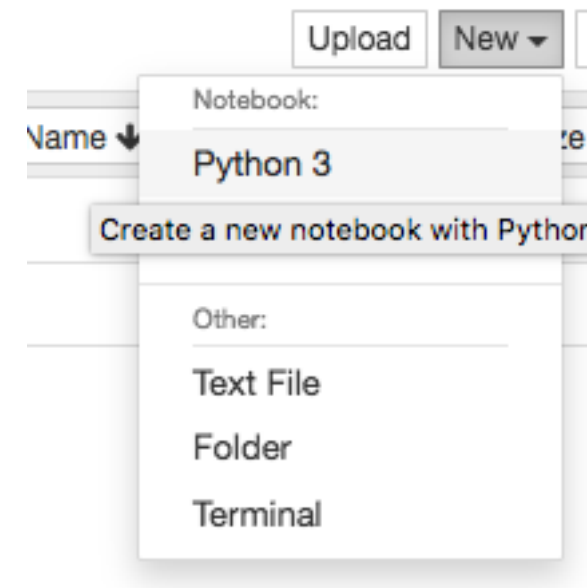 Upload New
Notebook:
Name
Python 3
Create a new notebook with Python
Other:
Text File
Folder
Terminal